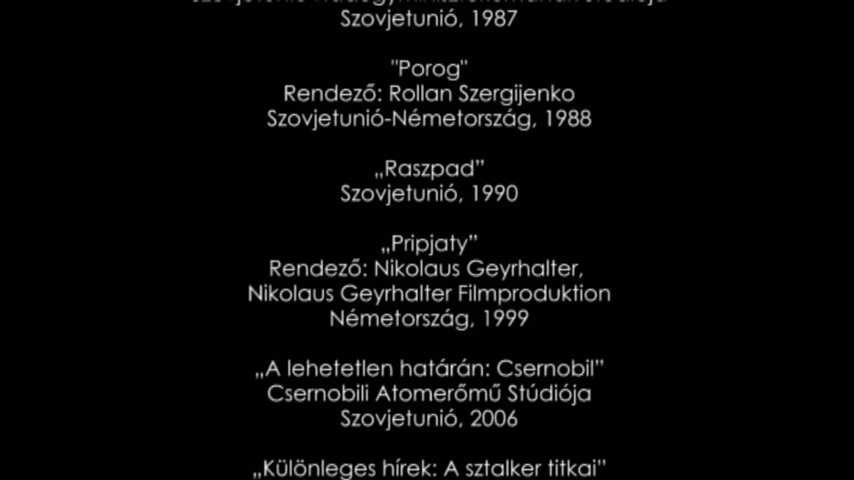 Szovjetunió, 1987
"Porog"
Rendező: Rollan Szergijenko
Szovjetunió-Németország, 1988
„Raszpad”
Szovjetunió, 1990
„Pripjaty”
Rendező: Nikolaus Geyrhalter,
Nikolaus Geyrhalter Filmproduktion
Németország, 1999
„A lehetetlen határán: Csernobil”
Csernobili Atomerőmű Stúdiója
Szovjetunió, 2006
„Különleges hírek: A sztalker titkai”